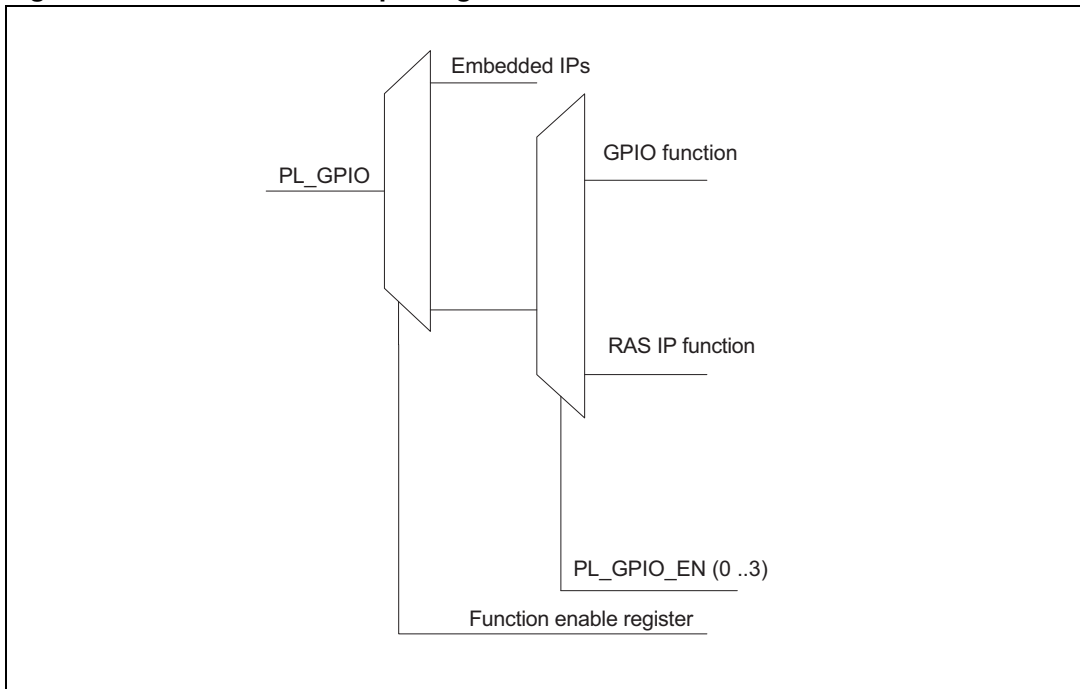 Embedded IPs
GPIO function
PL_GPIO
RAS IP function
PL_GPIO_EN (0 ..3)
Function enable register